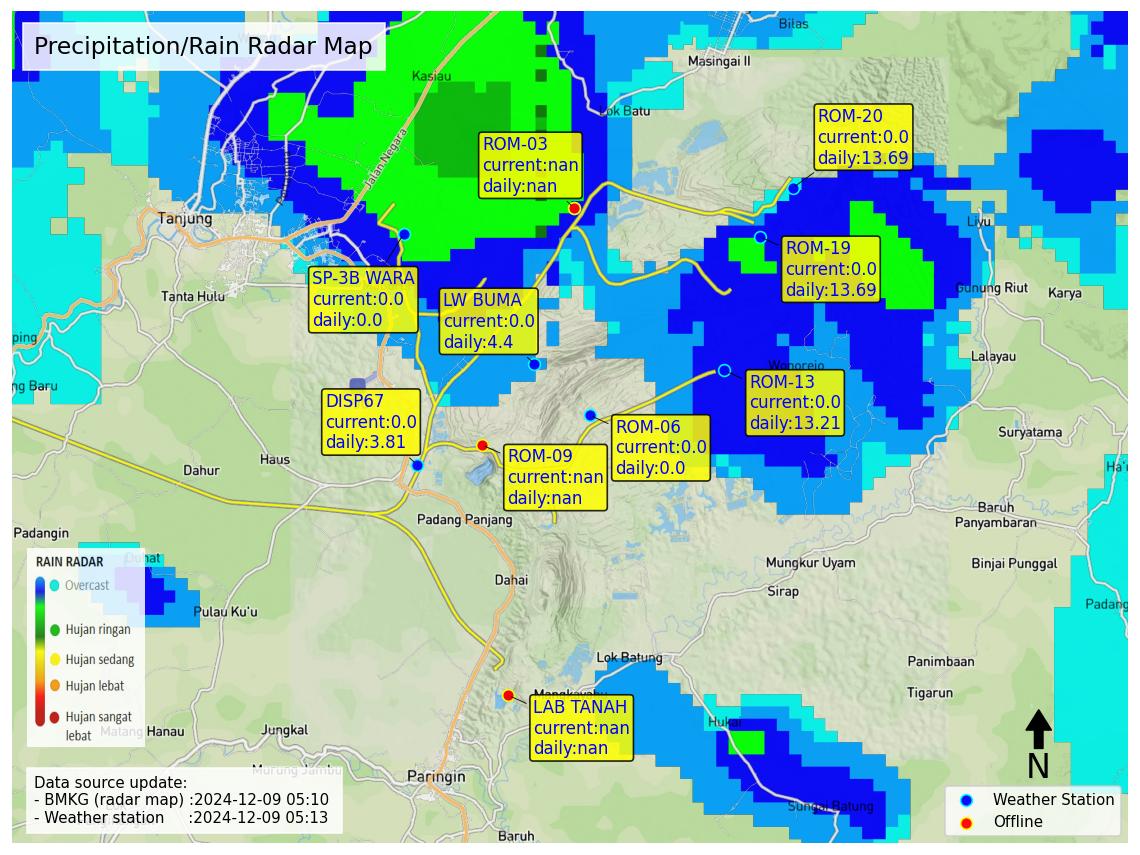 Precipitation/Rain Radar Map
Bilas
Masingai II
Kasiau
Lok Batu
Jalan Negara
ROM-20
current:0.0
daily:13.69
ROM-03
current:nan
daily:nan
Tanjung
Liyu
ROM-19
current:0.0
daily:13.69
SP-3B WARA
current:0.0
daily:0.0
LW BUMA
current:0.0
daily:4.4
Tanta Hulu
Gunung Riut
Karya
ping
Lalayau
Woporejo
ng Baru
ROM-13
current:0.0
daily:13.21
DISP67
current:0.0
daily:3.81
ROM-06
current:0.0
daily:0.0
Suryatama
ROM-09
current:nan
daily:nan
Haus
Dahur
Ha'u
Padang Panjang
Baruh
Panyambaran
Padangin
Duhat
Mungkur Uyam
Binjai Punggal
Dahai
Sirap
Padang
Pulau Ku'u
RAIN RADAR
Overcast
Hujan ringan
Hujan sedang
Hujan lebat
Hujan sangat
lebat
Lok Batung
Panimbaan
Tigarun
Mangkayahu
LAB TANAH
current:nan
daily:nan
Hukai
Matang Hanau
Jungkal
Murung Jambu
Paringin
Sungai Batung
Baruh
N
Data source update:
- BMKG (radar map) :2024-12-09 05:10
- Weather station :2024-12-09 05:13
Weather Station
Offline